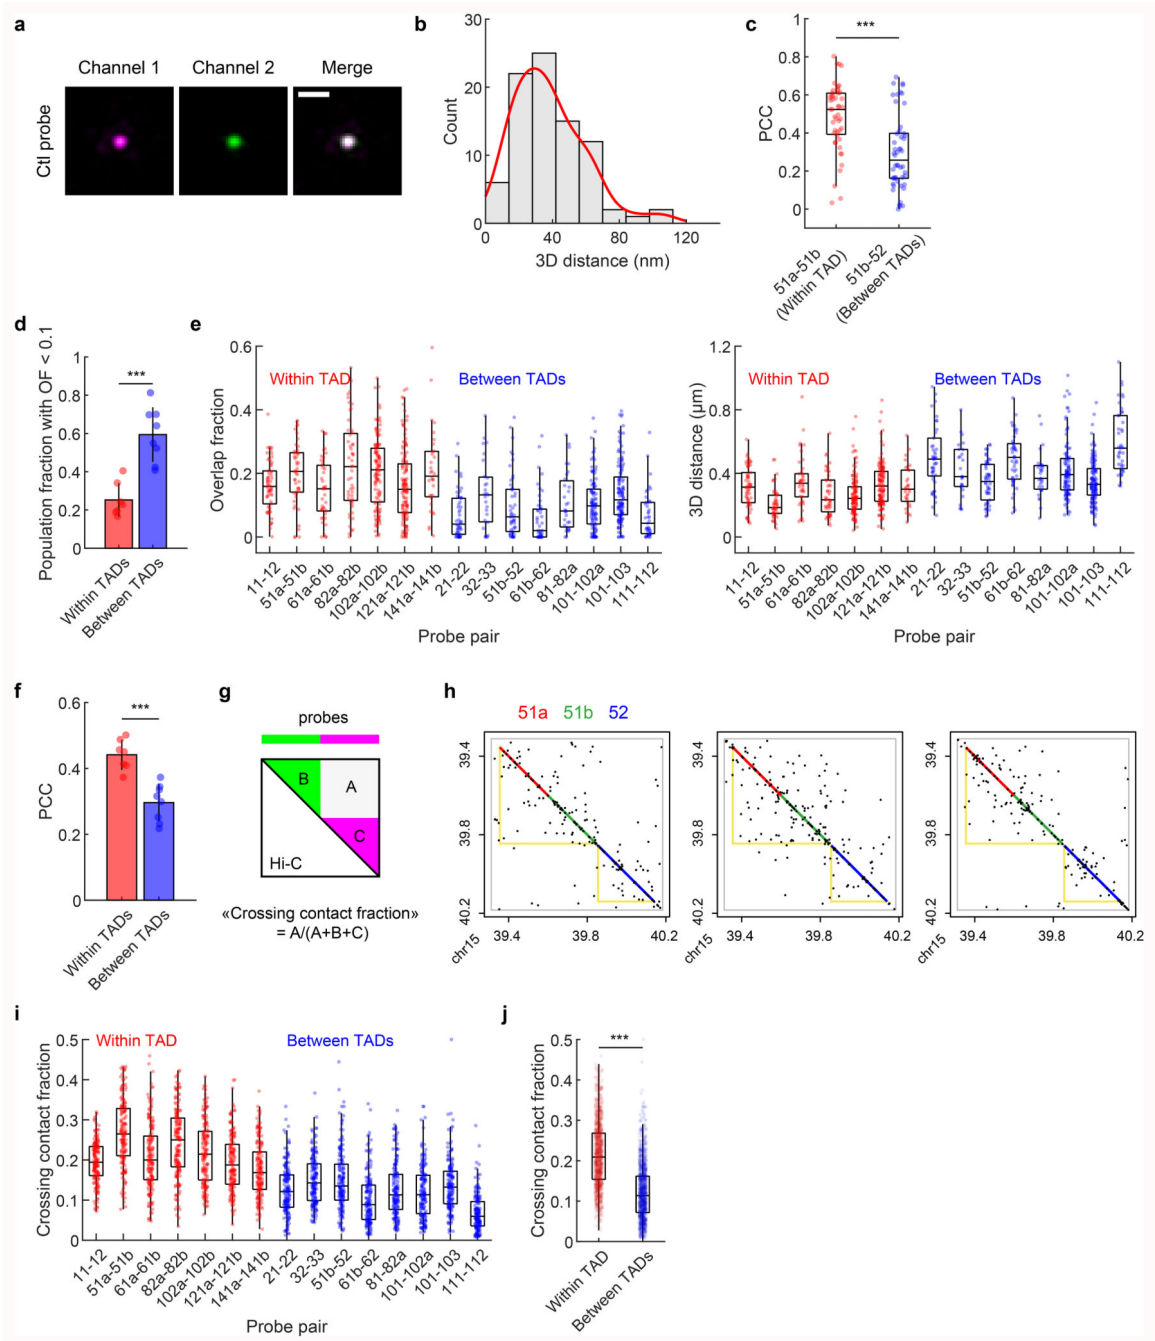 a
Channel 1
Channel 2
Merge
Ctl probe
b
30
20
10
0
Count
0
40
80
120
3D distance (nm)
c
***
1
0.8
0.6
0.4
0.2
0
PCC
51a-51b
(Within TAD)
51b-52
(Between TADs)
d
Population fraction with OF < 0.1
***
1
0.8
0.6
0.4
0.2
0
Within TADs
Between TADs
e
0.6
0.4
0.2
0
Overlap fraction
Within TAD
Between TADs
11-12
51a-51b
61a-61b
82a-82b
102a-102b
121a-121b
141a-141b
21-22
32-33
51b-52
61b-62
81-82a
101-102a
101-103
111-112
Probe pair
1.2
0.8
0.4
0
3D distance (µm)
Within TAD
Between TADs
11-12
51a-51b
61a-61b
82a-82b
102a-102b
121a-121b
141a-141b
21-22
32-33
51b-52
61b-62
81-82a
101-102a
101-103
111-112
Probe pair
f
***
0.6
0.4
0.2
0
PCC
Within TADs
Between TADs
g
probes
B
A
C
Hi-C
«Crossing contact fraction»
= A/(A+B+C)
h
51a 51b 52
39.4
39.8
40.2
chr15
39.4
39.8
40.2
39.4
39.8
40.2
chr15
39.4
39.8
40.2
39.4
39.8
40.2
chr15
39.4
39.8
40.2
i
0.5
0.4
0.3
0.2
0.1
0
Crossing contact fraction
Within TAD
Between TADs
11-12
51a-51b
61a-61b
82a-82b
102a-102b
121a-121b
141a-141b
21-22
32-33
51b-52
61b-62
81-82a
101-102a
101-103
111-112
Probe pair
j
***
0.5
0.4
0.3
0.2
0.1
0
Crossing contact fraction
Within TAD
Between TADs